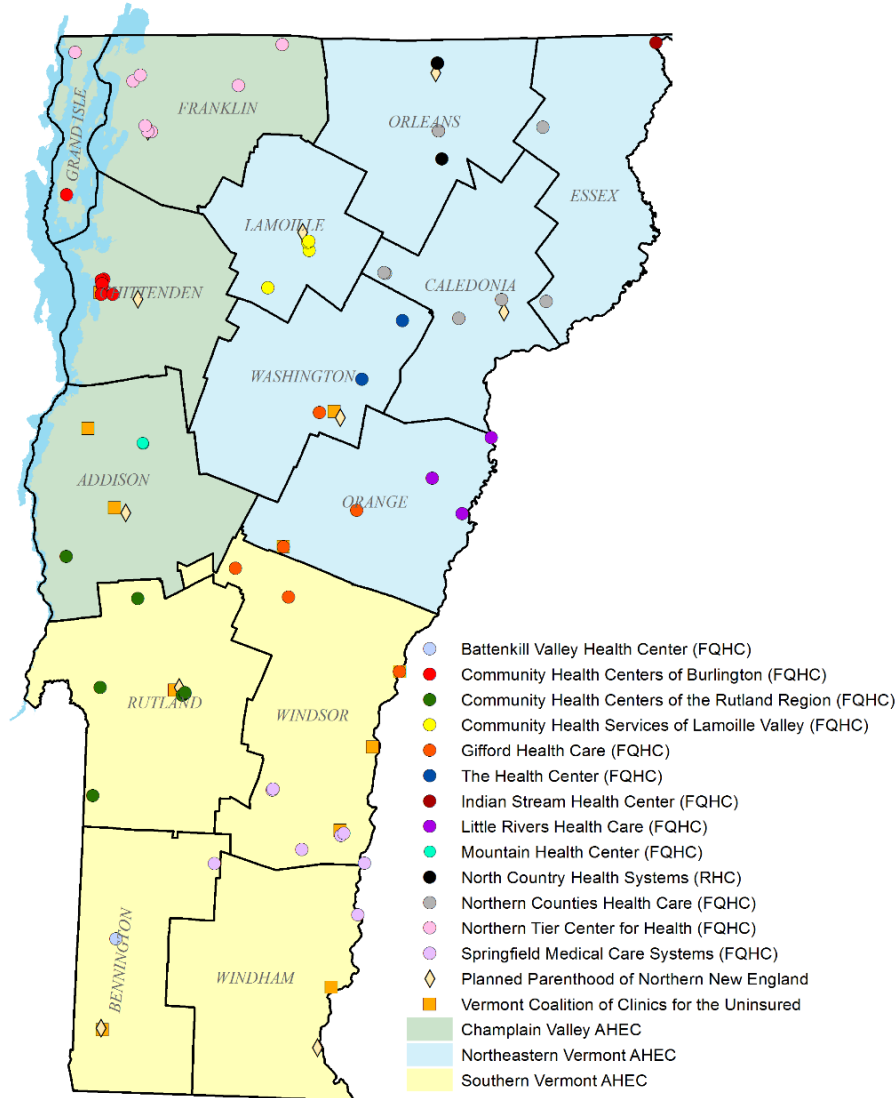 FRANKLIN
GRAND ISLE
ORLEANS
ESSEX
LAMOILLE
CALEDONIA
CHITTENDEN
WASHINGTON
ADDISON
ORANGE
RUTLAND
WINDSOR
BENNINGTON
WINDHAM
Battenkill Valley Health Center (FQHC)
Community Health Centers of Burlington (FQHC)
Community Health Centers of the Rutland Region (FQHC)
Community Health Services of Lamoille Valley (FQHC)
Gifford Health Care (FQHC)
The Health Center (FQHC)
Indian Stream Health Center (FQHC)
Little Rivers Health Care (FQHC)
Mountain Health Center (FQHC)
North Country Health Systems (RHC)
Northern Counties Health Care (FQHC)
Northern Tier Center for Health (FQHC)
Springfield Medical Care Systems (FQHC)
Planned Parenthood of Northern New England
Vermont Coalition of Clinics for the Uninsured
Champlain Valley AHEC
Northeastern Vermont AHEC
Southern Vermont AHEC